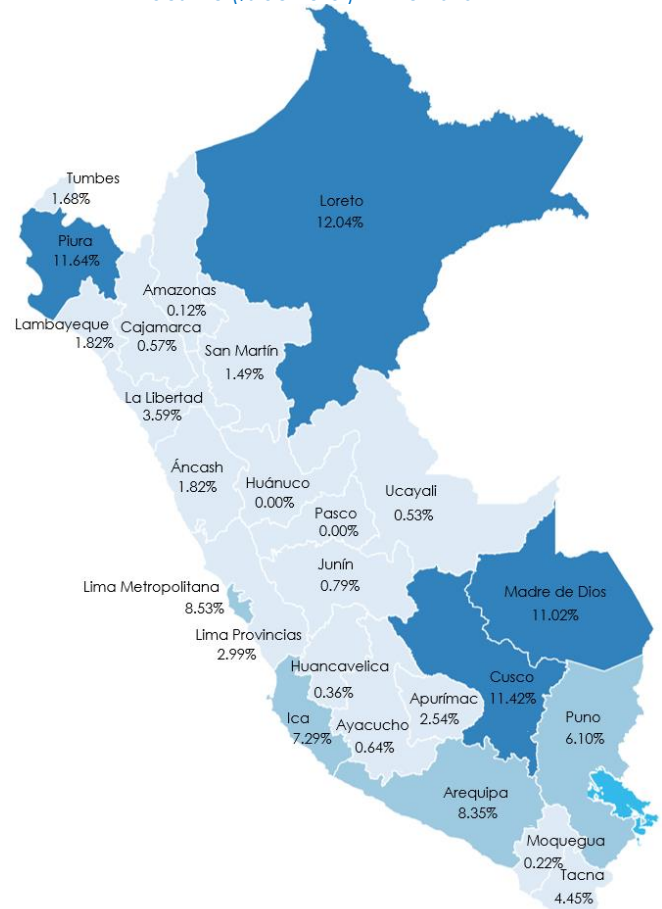 Tumbes
1.68%
Loreto
12.04%
Piura
11.64%
Amazonas
0.12%
Lambayeque
1.82%
Cajamarca
0.57%
San Martín
1.49%
La Libertad
3.59%
Áncash
1.82%
Huánuco
0.00%
Ucayali
0.53%
Pasco
0.00%
Junín
0.79%
Lima Metropolitana
8.53%
Madre de Dios
11.02%
Lima Provincias
2.99%
Huancavelica
0.36%
Cusco
11.42%
Apurímac
2.54%
Ica
7.29%
Ayacucho
0.64%
Puno
6.10%
Arequipa
8.35%
Moquegua
0.22%
Tacna
4.45%